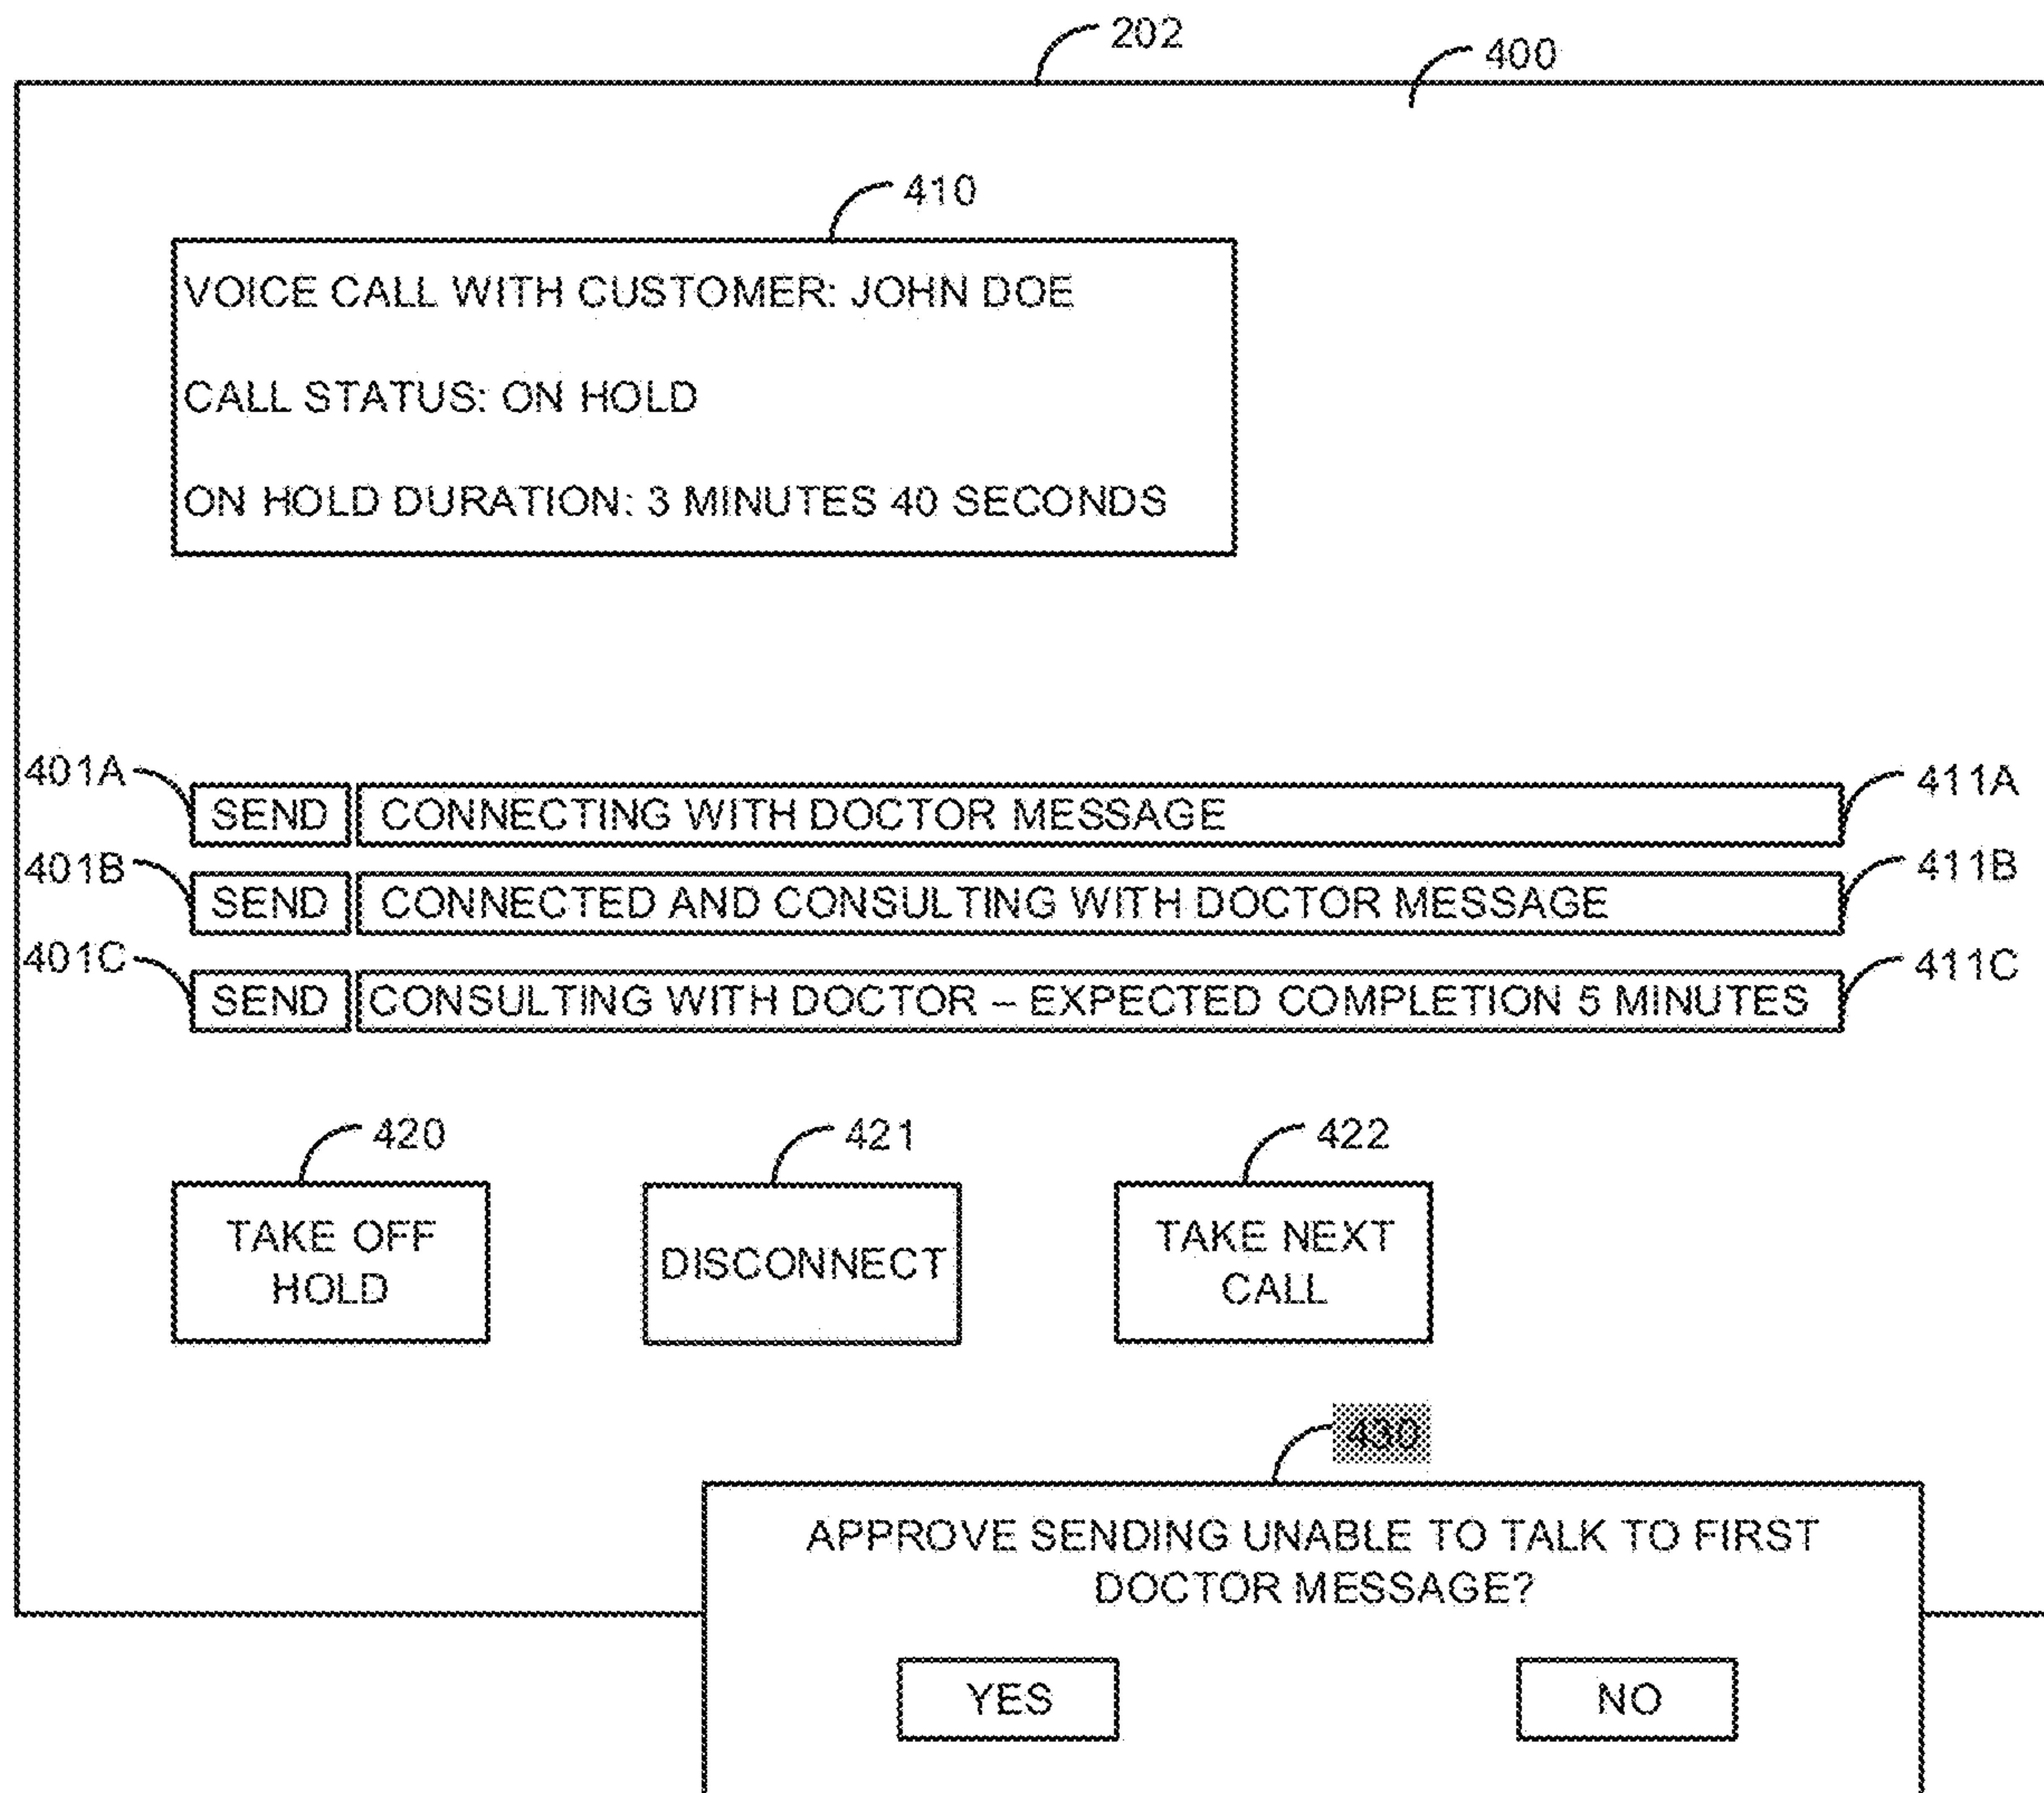 202
400
410
VOICE CALL WITH CUSTOMER: JOHN DOE
CALL STATUS: ON HOLD
ON HOLD DURATION: 3 MINUTES 40 SECONDS
401A
SEND
CONNECTING WITH DOCTOR MESSAGE
411A
401B
SEND
CONNECTED AND CONSULTING WITH DOCTOR MESSAGE
411B
401C
SEND
CONSULTING WITH DOCTOR – EXPECTED COMPLETION 5 MINUTES
411C
420
421
422
TAKE OFF
HOLD
DISCONNECT
TAKE NEXT
CALL
430
APPROVE SENDING UNABLE TO TALK TO FIRST
DOCTOR MESSAGE?
YES
NO